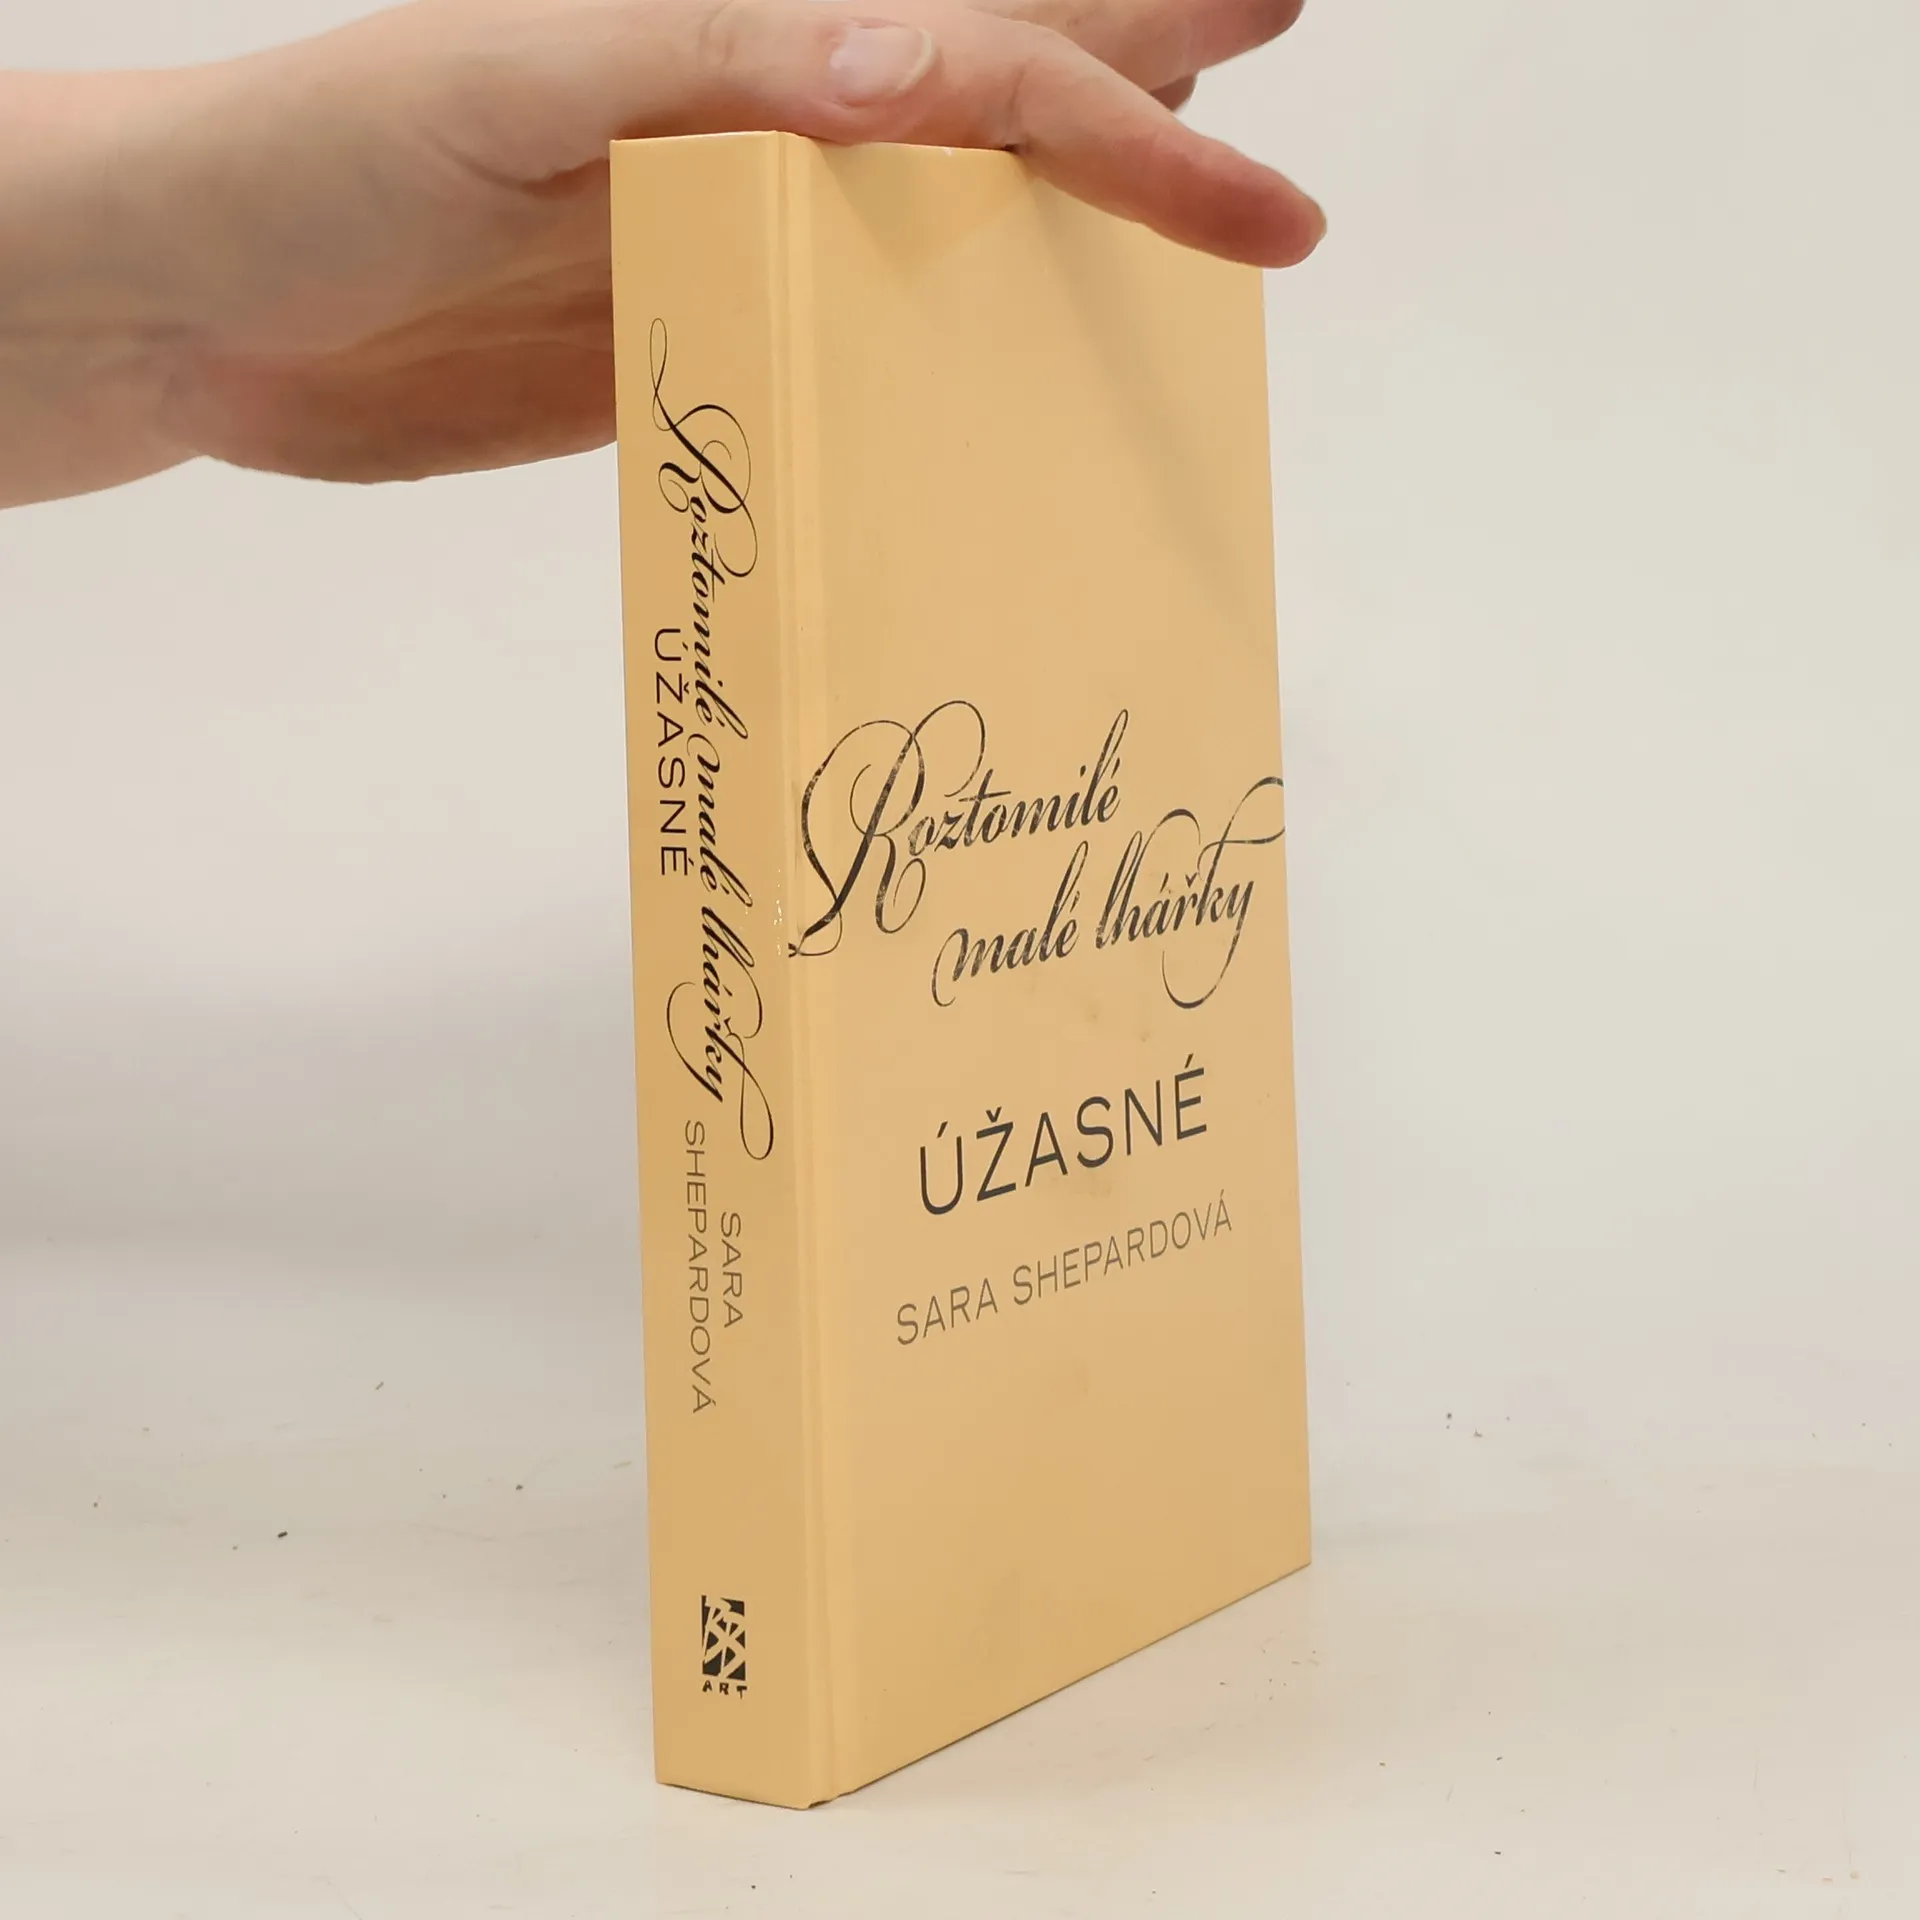 Roztomilé malé lhářky
ÚŽASNÉ
SARA
SHEPARDOVÁ
ART
Roztomilé
malé lhářky
ÚŽASNÉ
SARA SHEPARDOVÁ